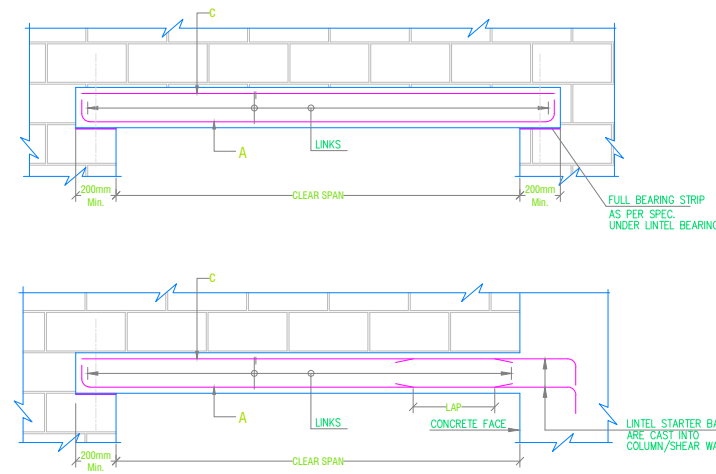 C
LINKS
A
200mm
Min.
CLEAR SPAN
200mm
Min.
FULL BEARING STRIP
AS PER SPEC.
UNDER LINTEL BEARING
C
A
LINKS
LAP
CONCRETE FACE
LINTEL STARTER BA
ARE CAST INTO
COLUMN/SHEAR WA
200mm
Min.
CLEAR SPAN